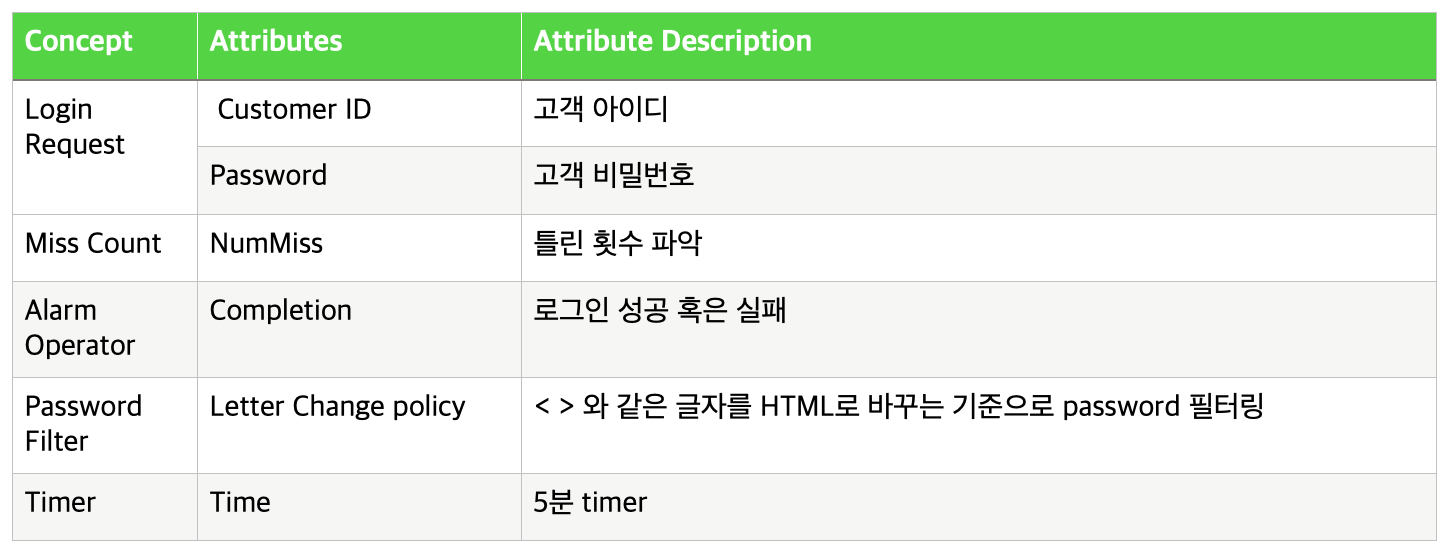 Concept Attributes Attribute Description
Login Request Customer ID 고객 아이디
Password 고객 비밀번호
Miss Count NumMiss 틀린 횟수 파악
Alarm Operator Completion 로그인 성공 혹은 실패
Password Filter Letter Change policy < > 와 같은 글자를 HTML로 바꾸는 기준으로 password 필터링
Timer Time 5분 timer